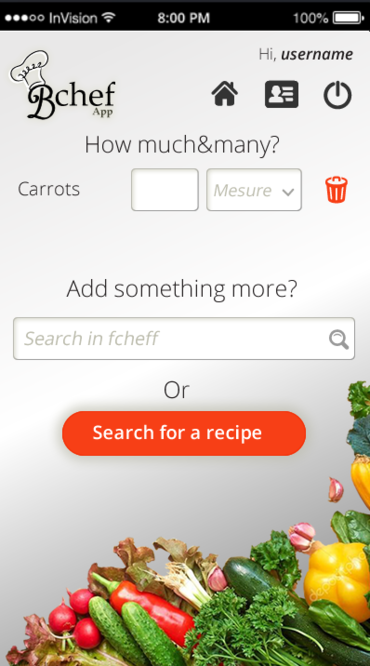 InVision 8:00 PM 100%
Hi, username
Bchef
App
How much&many?
Carrots Mesure
Add something more?
Search in fcheff
Or
Search for a recipe